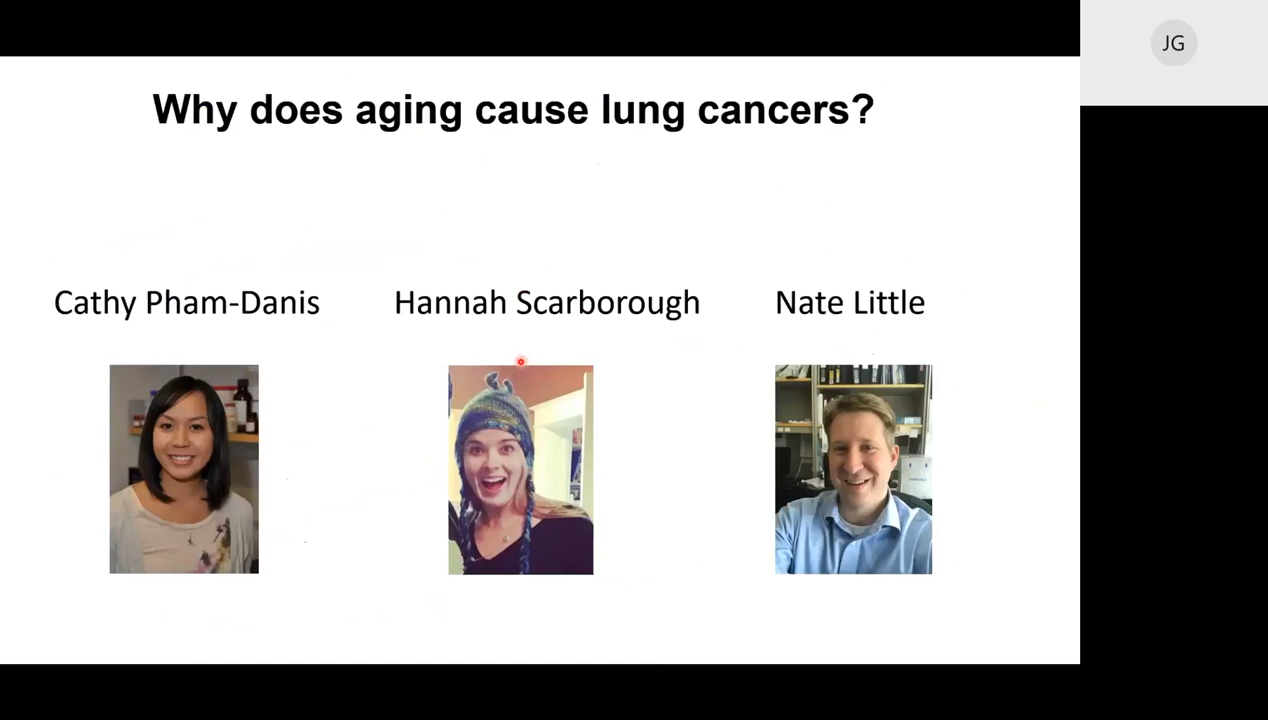 JG
Why does aging cause lung cancers?
Cathy Pham-Danis
Hannah Scarborough
Nate Little